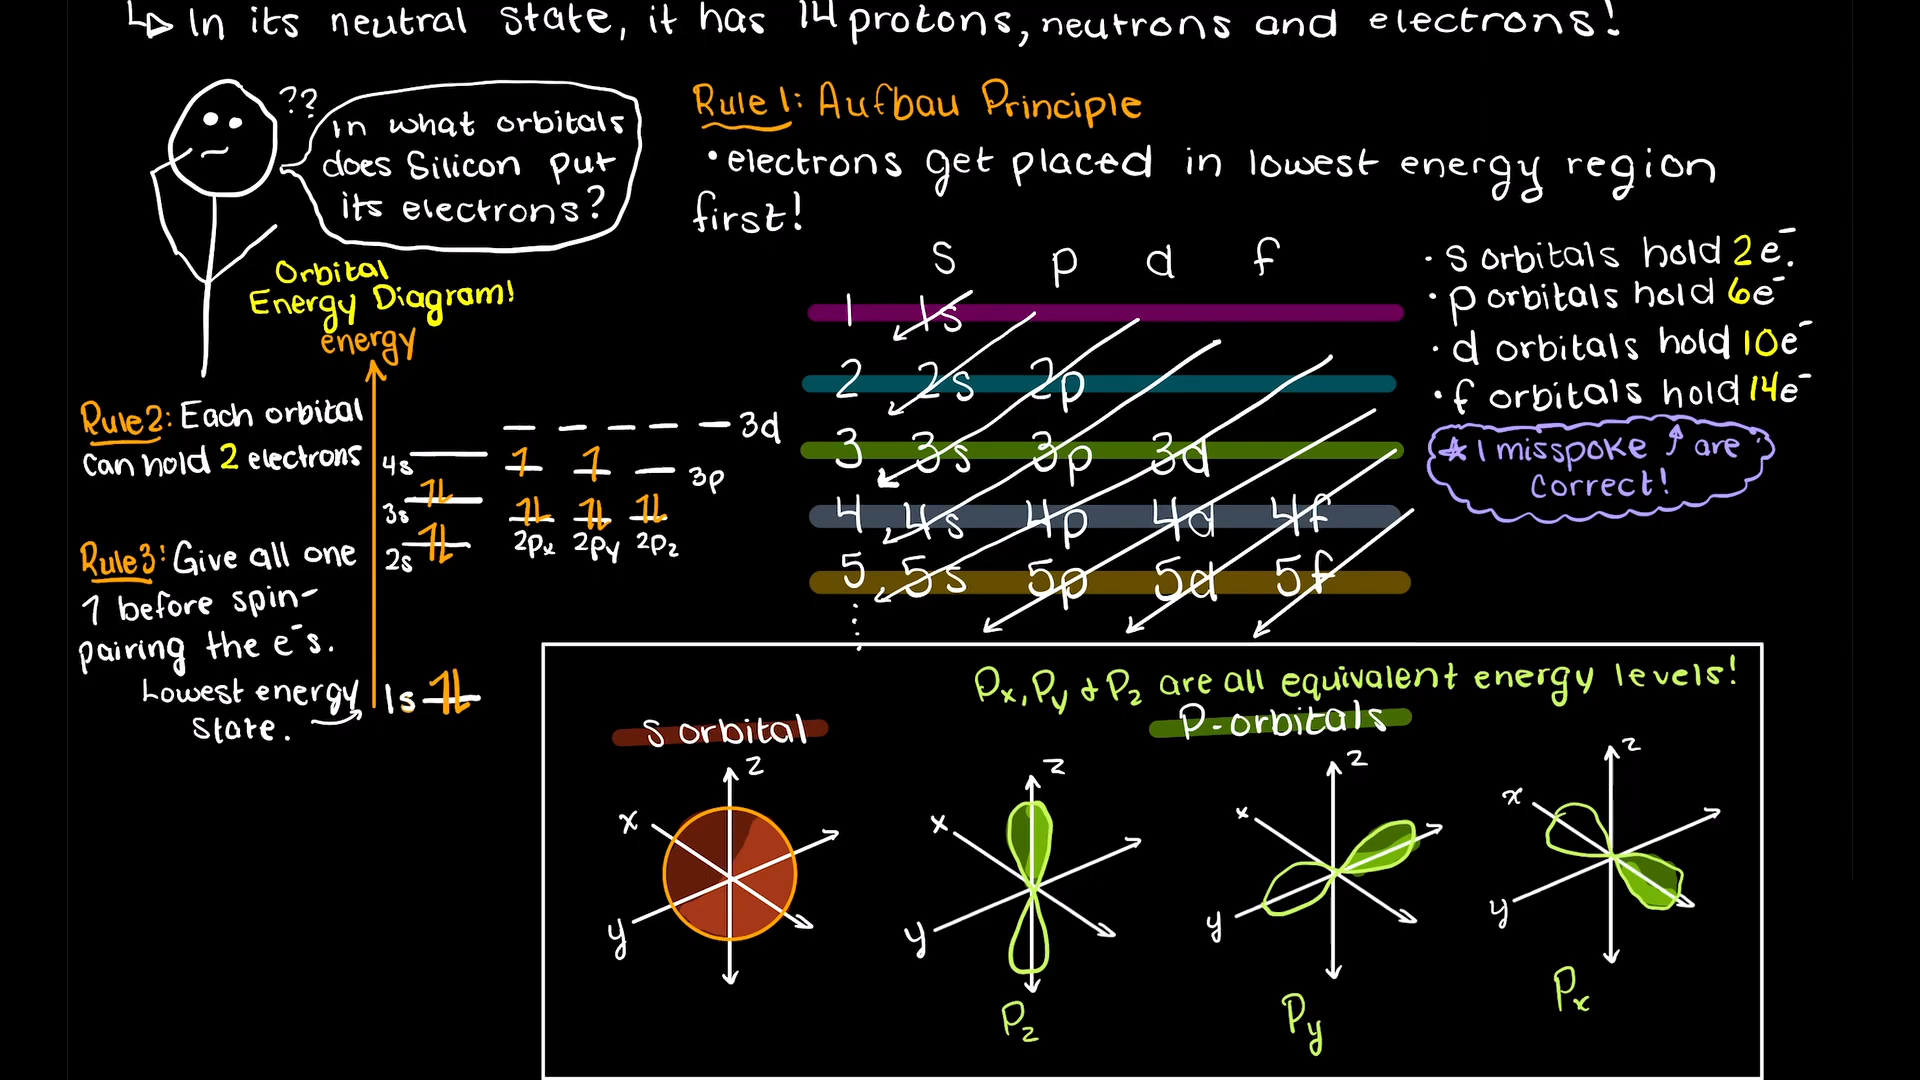 ↳ In its neutral state, it has 14 protons, neutrons and electrons!
??
In what orbitals
does Silicon put
its electrons?
Rule 1: Aufbau Principle
• electrons get placed in lowest energy region
first!
s p d f
1 1s
2 2s 2p
3 3s 3p 3d
4 4s 4p 4d 4f
5 5s 5p 5d 5f
⋮
• s orbitals hold 2e⁻.
• p orbitals hold 6e⁻
• d orbitals hold 10e⁻
• f orbitals hold 14e⁻
* I misspoke ↑ are
correct!
Orbital
Energy Diagram!
energy
Rule 2: Each orbital
can hold 2 electrons
Rule 3: Give all one
1 before spin-
pairring the e⁻s.
Lowest energy
state.
3d
4s
3p
3s
2px 2py 2pz
2s
1s
Px, Py & Pz are all equivalent energy levels!
S orbital
P-orbitals
z
x
y
z
x
y
Pz
z
x
y
Py
z
x
y
Px